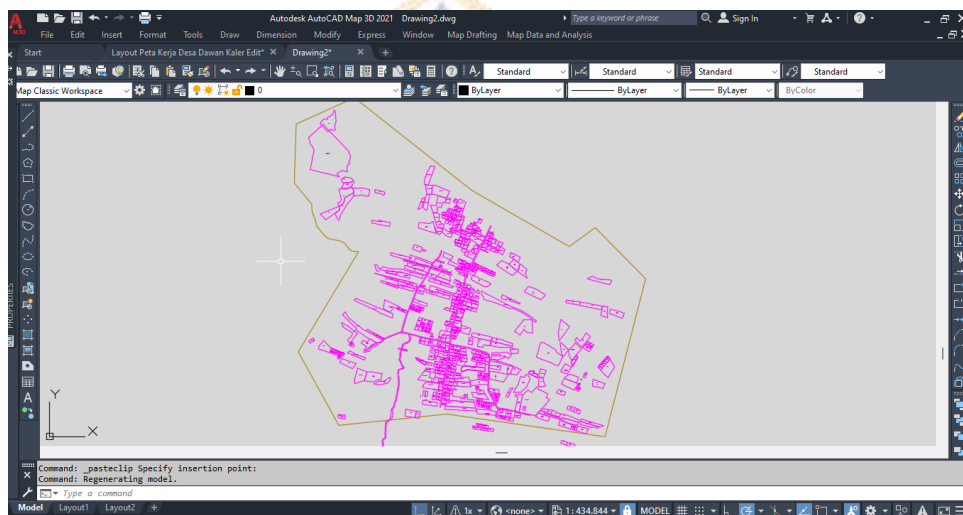 Autodesk AutoCAD Map 3D 2021 Drawing2.dwg
Type a keyword or phrase
Sign In
File Edit Insert Format Tools Draw Dimension Modify Express Window Map Drafting Map Data and Analysis
Start Layout Peta Kerja Desa Dawan Kaler Edit* Drawing2*
Standard Standard Standard Standard
Map Classic Workspace 0 ByLayer ByLayer ByLayer ByColor
PROPERTIES
Y
X
Command: _pasteclip Specify insertion point:
Command: Regenerating model.
Type a command
Model Layout1 Layout2 + 1x <none> 1:434.844 MODEL